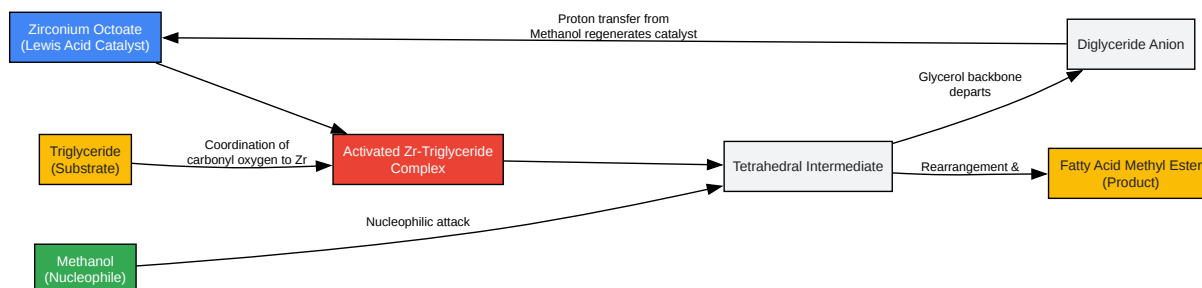 Zirconium Octoate
(Lewis Acid Catalyst)
Proton transfer from
Methanol regenerates catalyst
Diglyceride Anion
Glycerol backbone
departs
Triglyceride
(Substrate)
Coordination of
carbonyl oxygen to Zr
Activated Zr-Triglyceride
Complex
Tetrahedral Intermediate
Rearrangement &
Fatty Acid Methyl Ester
(Product)
Nucleophilic attack
Methanol
(Nucleophile)